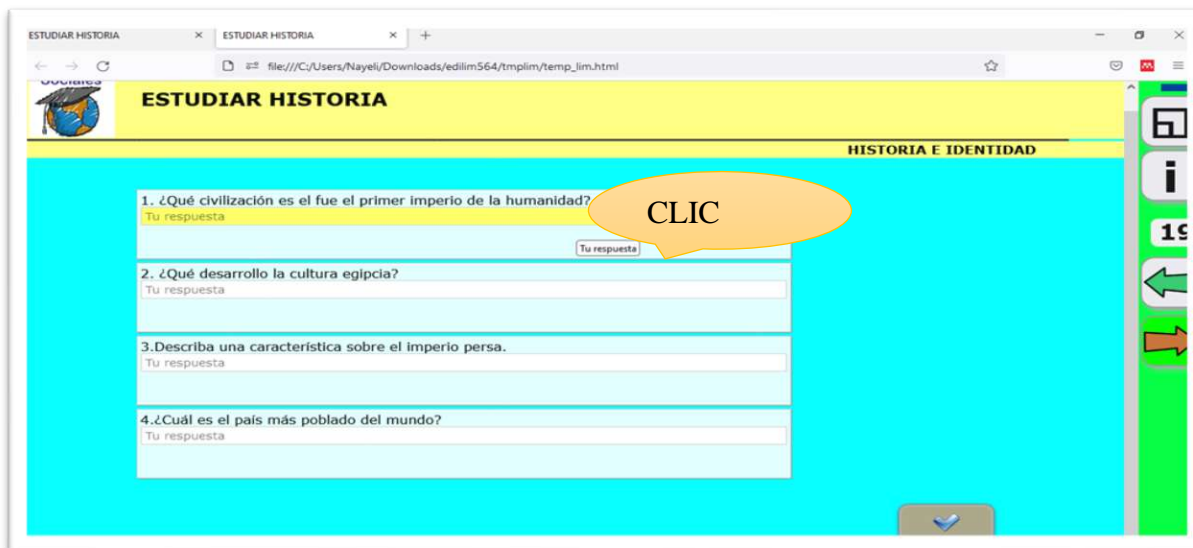 ESTUDIAR HISTORIA
ESTUDIAR HISTORIA
file:///C:/Users/Nayeli/Downloads/edilim564/tmplim/temp_lim.html
Sociales
ESTUDIAR HISTORIA
HISTORIA E IDENTIDAD
1. ¿Qué civilización es el fue el primer imperio de la humanidad?
Tu respuesta
CLIC
Tu respuesta
2. ¿Qué desarrollo la cultura egipcia?
Tu respuesta
3.Describa una característica sobre el imperio persa.
Tu respuesta
4.¿Cuál es el país más poblado del mundo?
Tu respuesta
i
19